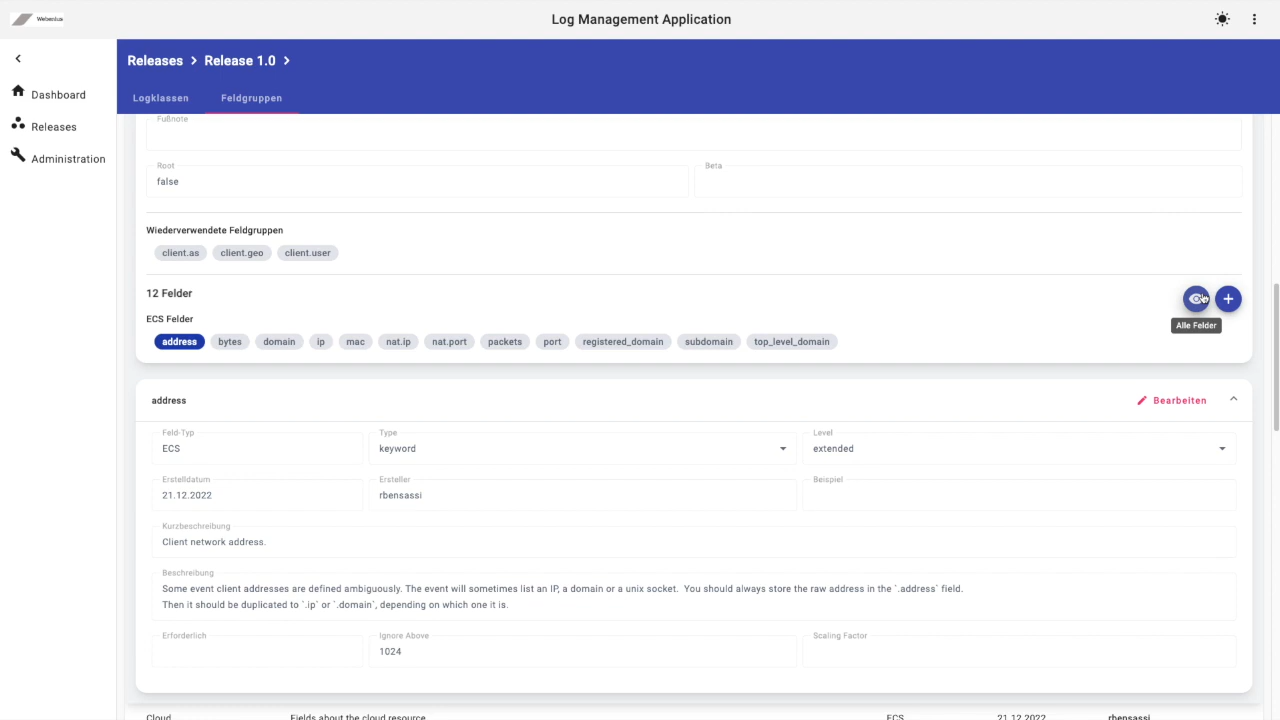 Webenius
Log Management Application
Releases > Release 1.0 >
Dashboard
Logklassen Feldgruppen
Releases
Administration
Fußnote
Root Beta
false
Wiederverwendete Feldgruppen
client.as client.geo client.user
12 Felder
Alle Felder
ECS Felder
address bytes domain ip mac nat.ip nat.port packets port registered_domain subdomain top_level_domain
address Bearbeiten
Feld-Typ Type Level
ECS keyword extended
Erstelldatum Ersteller Beispiel
21.12.2022 rbensassi
Kurzbeschreibung
Client network address.
Beschreibung
Some event client addresses are defined ambiguously. The event will sometimes list an IP, a domain or a unix socket. You should always store the raw address in the `.address` field.
Then it should be duplicated to `.ip` or `.domain`, depending on which one it is.
Erforderlich Ignore Above Scaling Factor
1024
Cloud Fields about the cloud resource ECS 21.12.2022 rbensassi